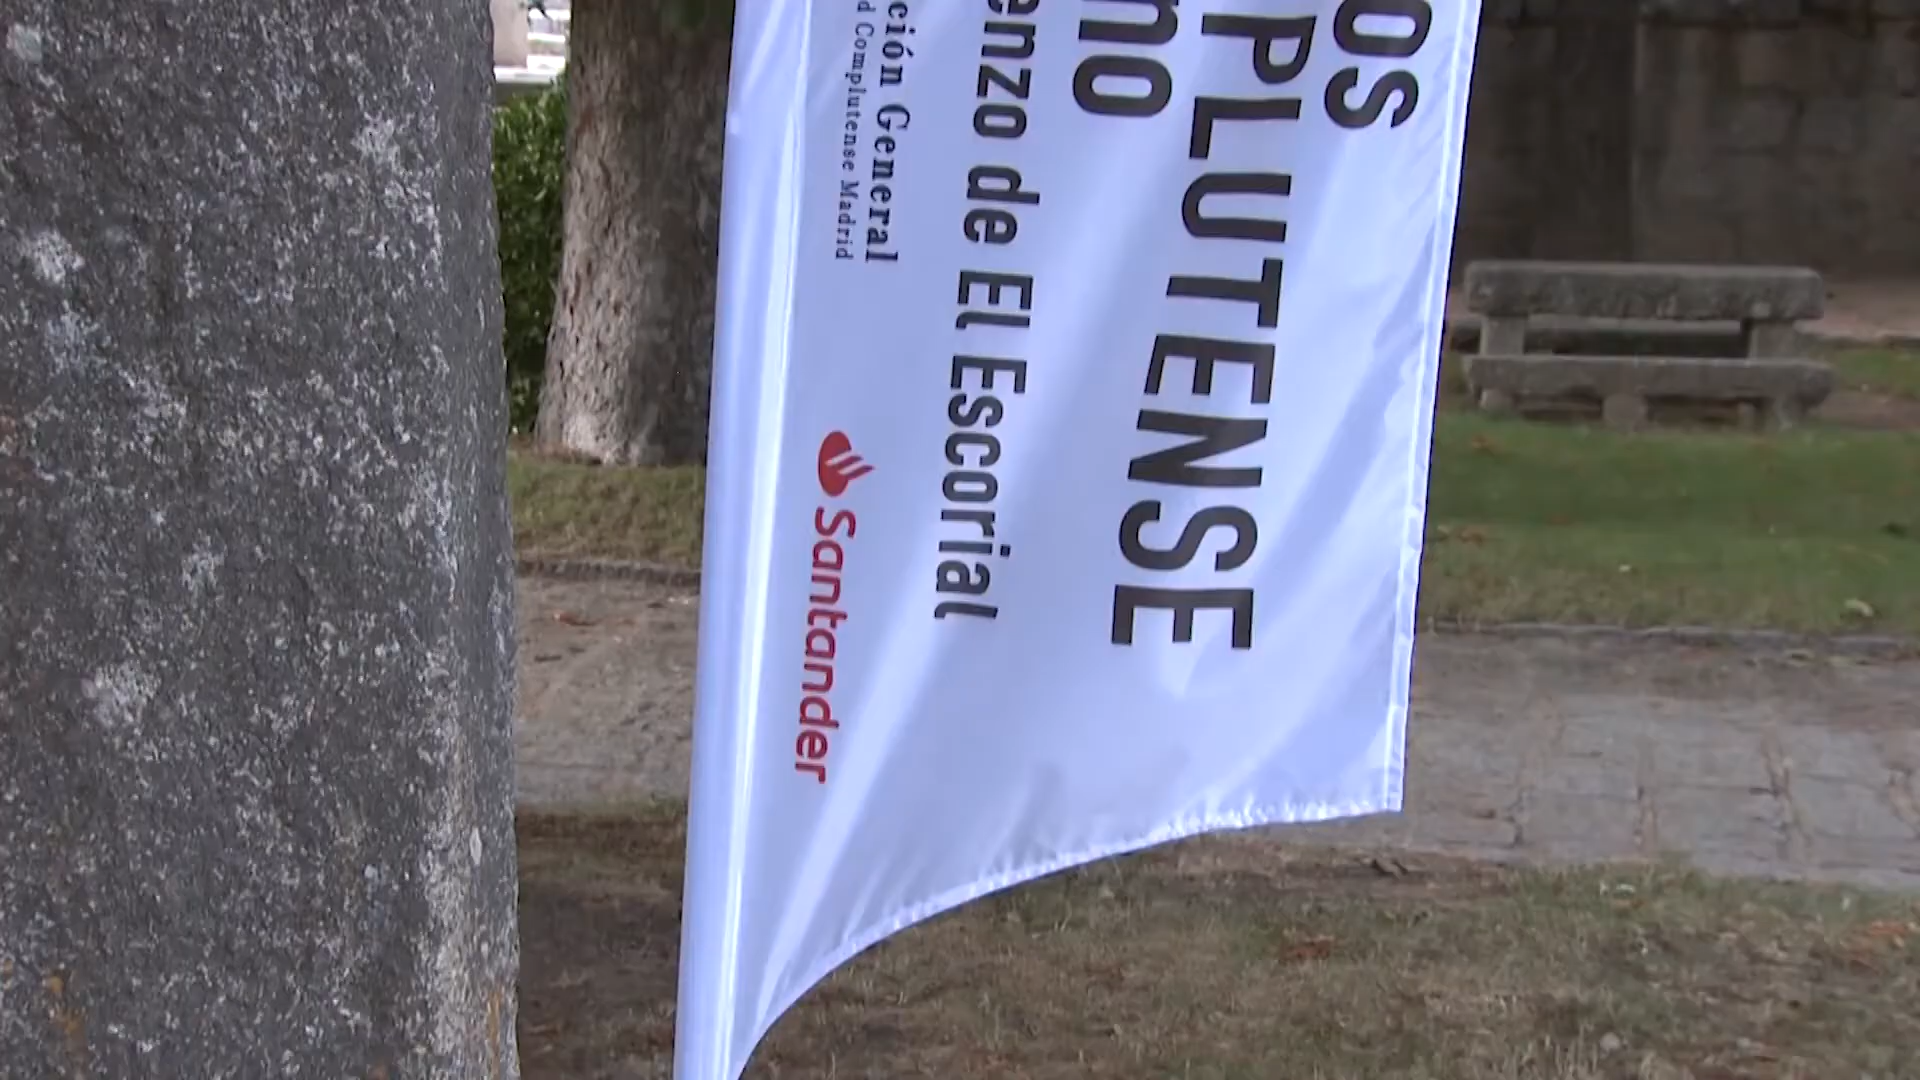 OS
PLUTENSE
no
enzo de El Escorial
ción General
d Complutense Madrid
Santander